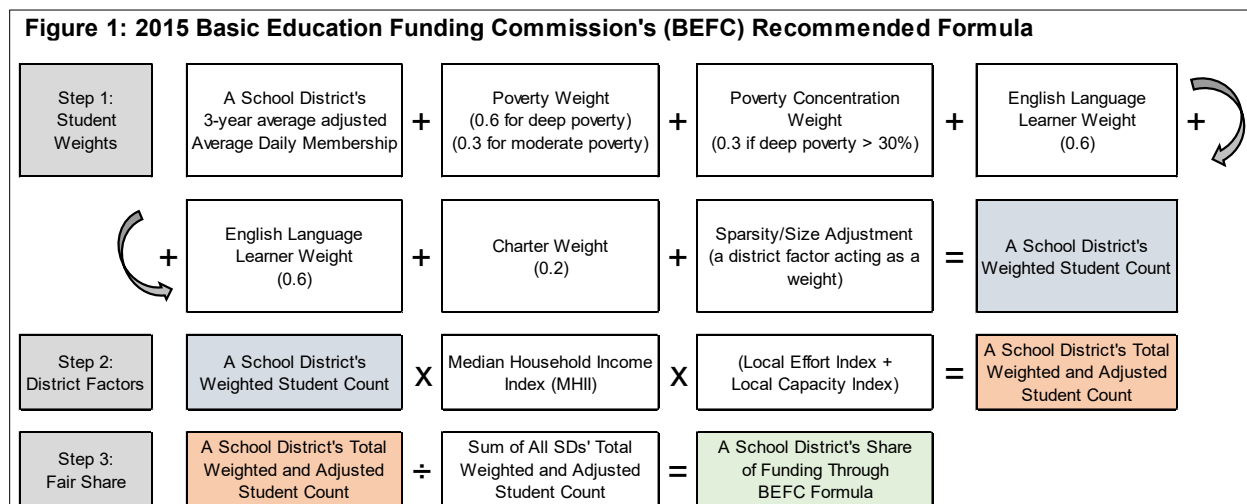 Figure 1: 2015 Basic Education Funding Commission's (BEFC) Recommended Formula
Step 1:
Student
Weights
A School District's
3-year average adjusted
Average Daily Membership
+
Poverty Weight
(0.6 for deep poverty)
(0.3 for moderate poverty)
+
Poverty Concentration
Weight
(0.3 if deep poverty > 30%)
+
English Language
Learner Weight
(0.6)
+
+
English Language
Learner Weight
(0.6)
+
Charter Weight
(0.2)
+
Sparsity/Size Adjustment
(a district factor acting as a
weight)
=
A School District's
Weighted Student Count
Step 2:
District Factors
A School District's
Weighted Student Count
X
Median Household Income
Index (MHII)
X
(Local Effort Index +
Local Capacity Index)
=
A School District's Total
Weighted and Adjusted
Student Count
Step 3:
Fair Share
A School District's Total
Weighted and Adjusted
Student Count
÷
Sum of All SDs' Total
Weighted and Adjusted
Student Count
=
A School District's Share
of Funding Through
BEFC Formula